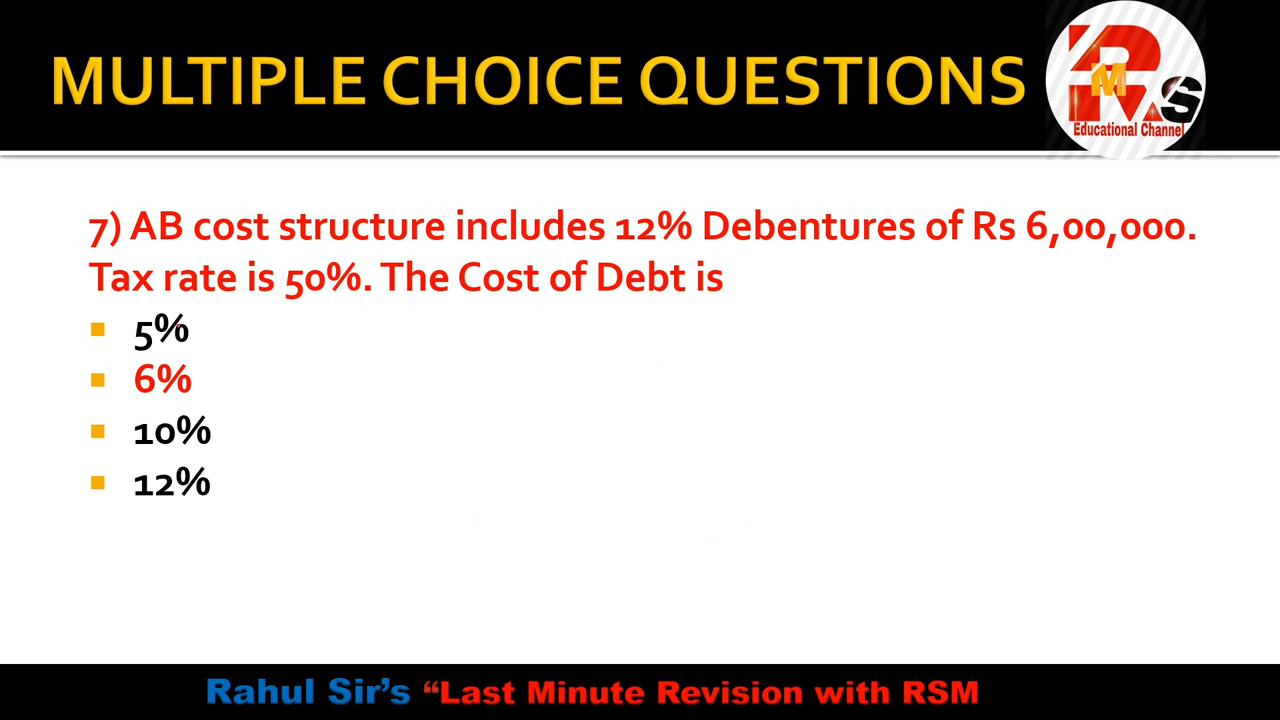 MULTIPLE CHOICE QUESTIONS
RMS
Educational Channel
7) AB cost structure includes 12% Debentures of Rs 6,00,000.
Tax rate is 50%. The Cost of Debt is
5%
6%
10%
12%
Rahul Sir's “Last Minute Revision with RSM